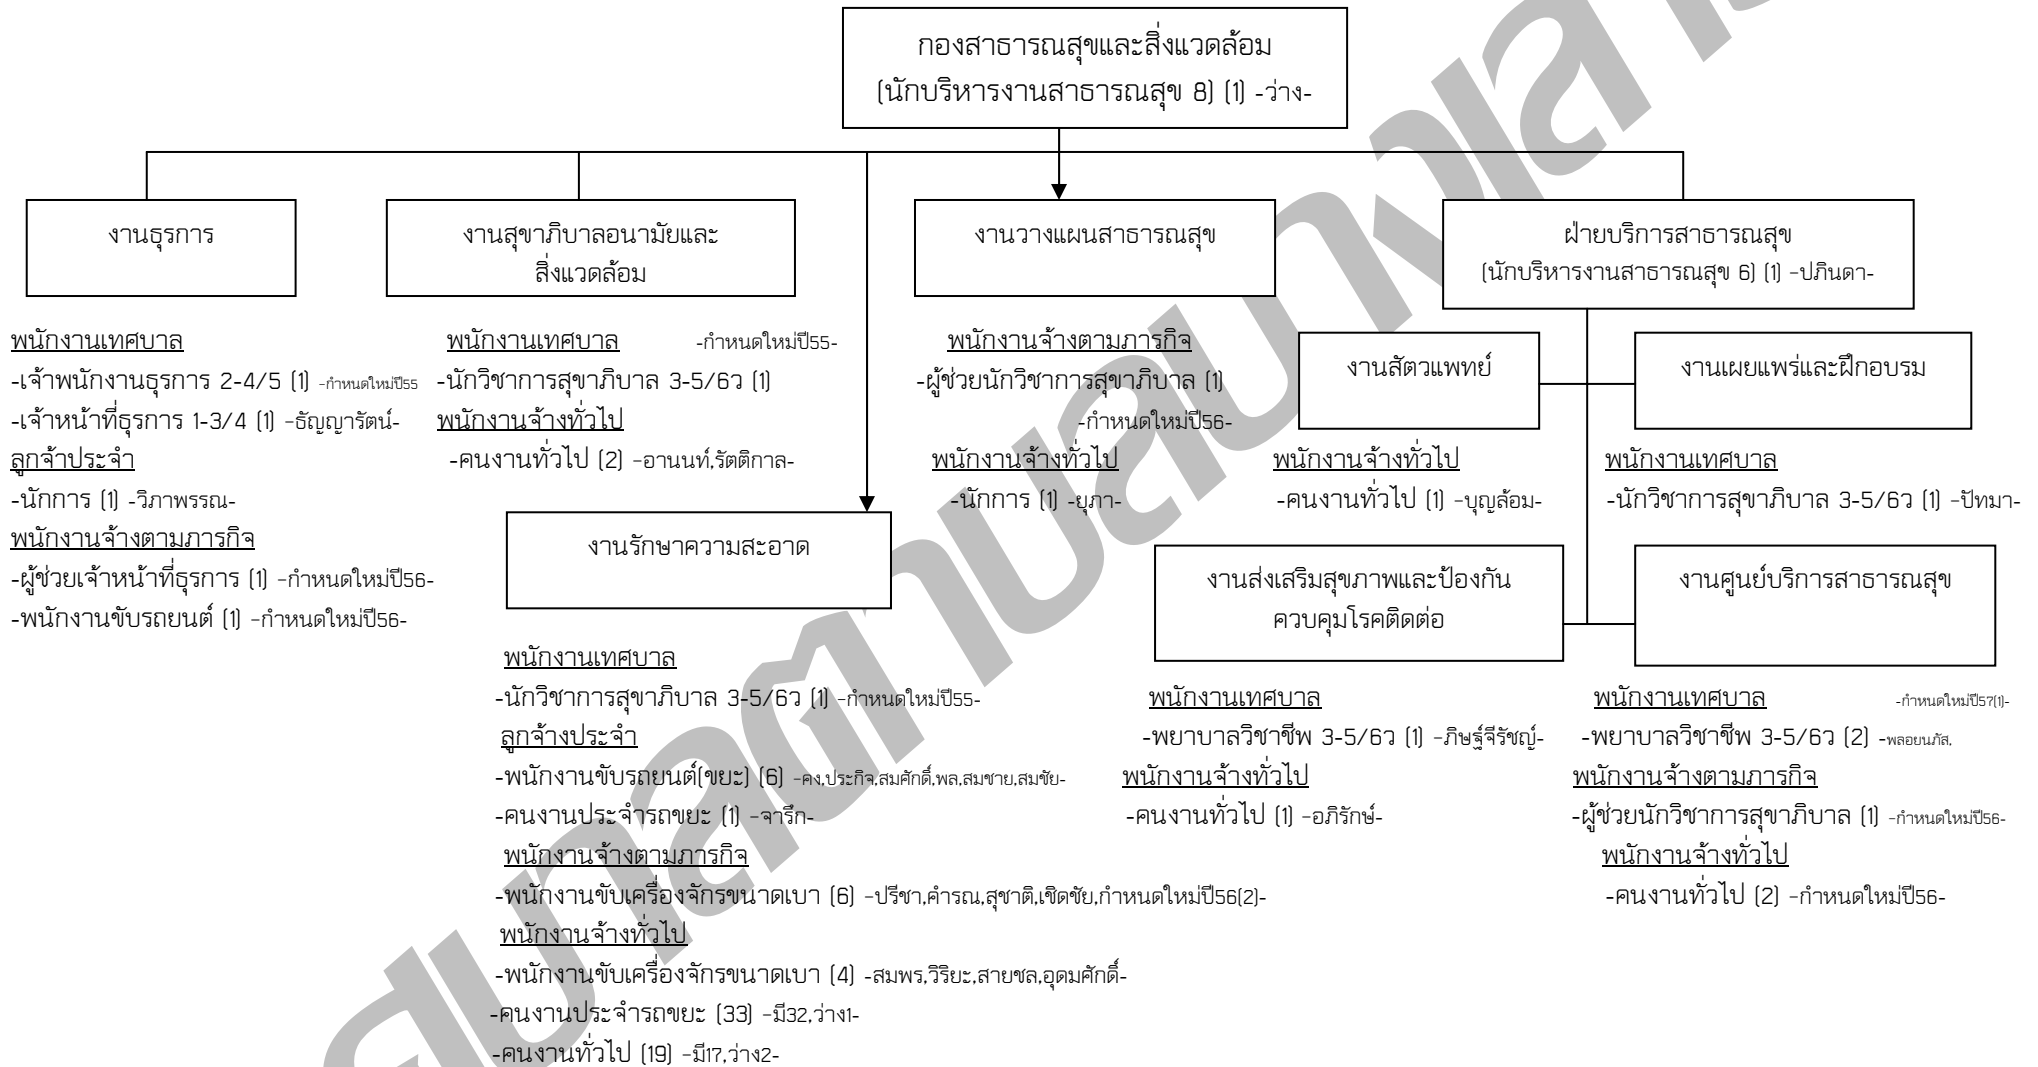 กองสาธารณสุขและสิ่งแวดล้อม
(นักบริหารงานสาธารณสุข 8) (1) -ว่าง-
งานธุรการ
พนักงานเทศบาล
-เจ้าพนักงานธุรการ 2-4/5 (1) -กำหนดใหม่ปี55
-เจ้าหน้าที่ธุรการ 1-3/4 (1) -ธัญญารัตน์-
ลูกจ้าประจำ
-นักการ (1) -วิภาพรรณ-
พนักงานจ้างตามภารกิจ
-ผู้ช่วยเจ้าหน้าที่ธุรการ (1) -กำหนดใหม่ปี56-
-พนักงานขับรถยนต์ (1) -กำหนดใหม่ปี56-
งานสุขาภิบาลอนามัยและ
สิ่งแวดล้อม
พนักงานเทศบาล -กำหนดใหม่ปี55-
-นักวิชาการสุขาภิบาล 3-5/6ว (1)
พนักงานจ้างทั่วไป
-คนงานทั่วไป (2) -อานนท์,รัตติกาล-
งานรักษาความสะอาด
พนักงานเทศบาล
-นักวิชาการสุขาภิบาล 3-5/6ว (1) -กำหนดใหม่ปี55-
ลูกจ้างประจำ
-พนักงานขับรถยนต์(ขยะ) (6) -คง,ประกิจ,สมศักดิ์,พล,สมชาย,สมชัย-
-คนงานประจำรถขยะ (1) -จารึก-
พนักงานจ้างตามภารกิจ
-พนักงานขับเครื่องจักรขนาดเบา (6) -ปรีชา,คำรณ,สุชาติ,เชิดชัย,กำหนดใหม่ปี56(2)-
พนักงานจ้างทั่วไป
-พนักงานขับเครื่องจักรขนาดเบา (4) -สมพร,วิริยะ,สายชล,อุดมศักดิ์-
-คนงานประจำรถขยะ (33) -มี32,ว่าง1-
-คนงานทั่วไป (19) -มี17,ว่าง2-
งานวางแผนสาธารณสุข
พนักงานจ้างตามภารกิจ
-ผู้ช่วยนักวิชาการสุขาภิบาล (1)
-กำหนดใหม่ปี56-
พนักงานจ้างทั่วไป
-นักการ (1) -ยุภา-
ฝ่ายบริการสาธารณสุข
(นักบริหารงานสาธารณสุข 6) (1) -ปภินดา-
งานสัตวแพทย์
พนักงานจ้างทั่วไป
-คนงานทั่วไป (1) -บุญล้อม-
งานเผยแพร่และฝึกอบรม
พนักงานเทศบาล
-นักวิชาการสุขาภิบาล 3-5/6ว (1) -ปัทมา-
งานส่งเสริมสุขภาพและป้องกัน
ควบคุมโรคติดต่อ
พนักงานเทศบาล
-พยาบาลวิชาชีพ 3-5/6ว (1) -ภิษฐ์จีรัชญ์-
พนักงานจ้างทั่วไป
-คนงานทั่วไป (1) -อภิรักษ์-
งานศูนย์บริการสาธารณสุข
พนักงานเทศบาล -กำหนดใหม่ปี57(1)-
-พยาบาลวิชาชีพ 3-5/6ว (2) -พลอยนภัส,
พนักงานจ้างตามภารกิจ
-ผู้ช่วยนักวิชาการสุขาภิบาล (1) -กำหนดใหม่ปี56-
พนักงานจ้างทั่วไป
-คนงานทั่วไป (2) -กำหนดใหม่ปี56-